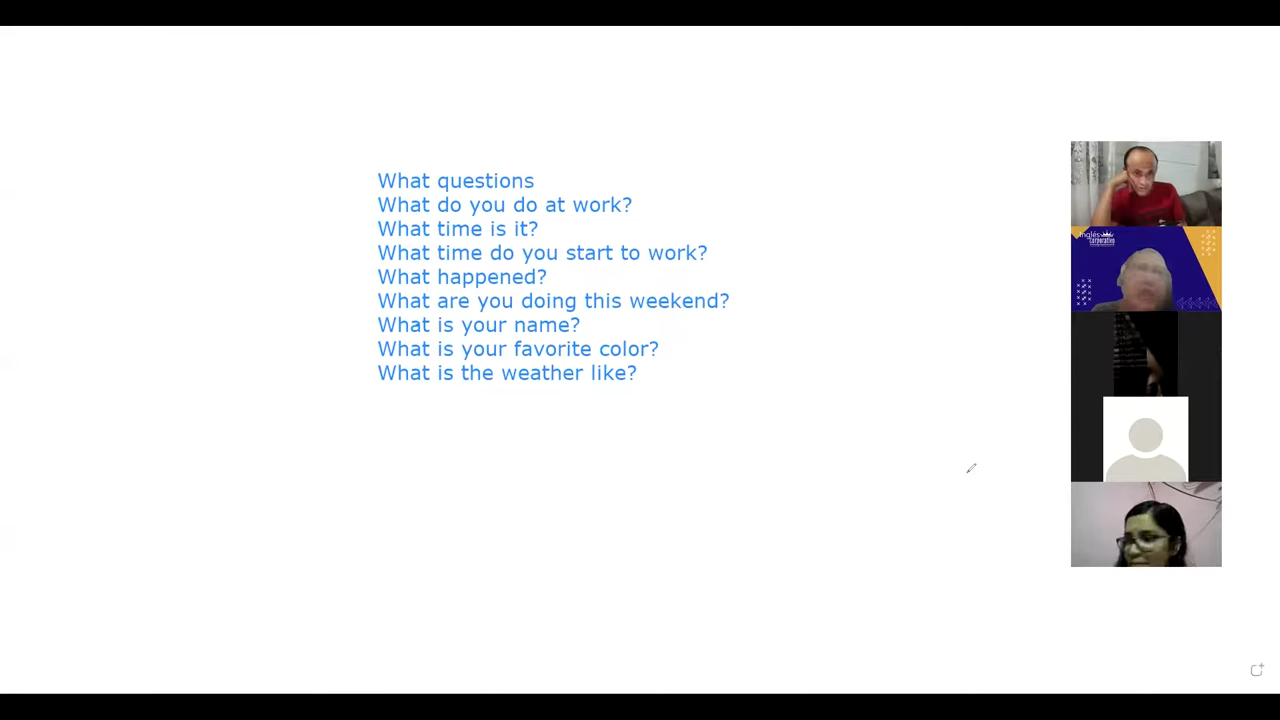 What questions
What do you do at work?
What time is it?
What time do you start to work?
What happened?
What are you doing this weekend?
What is your name?
What is your favorite color?
What is the weather like?
Inglés
corporativo